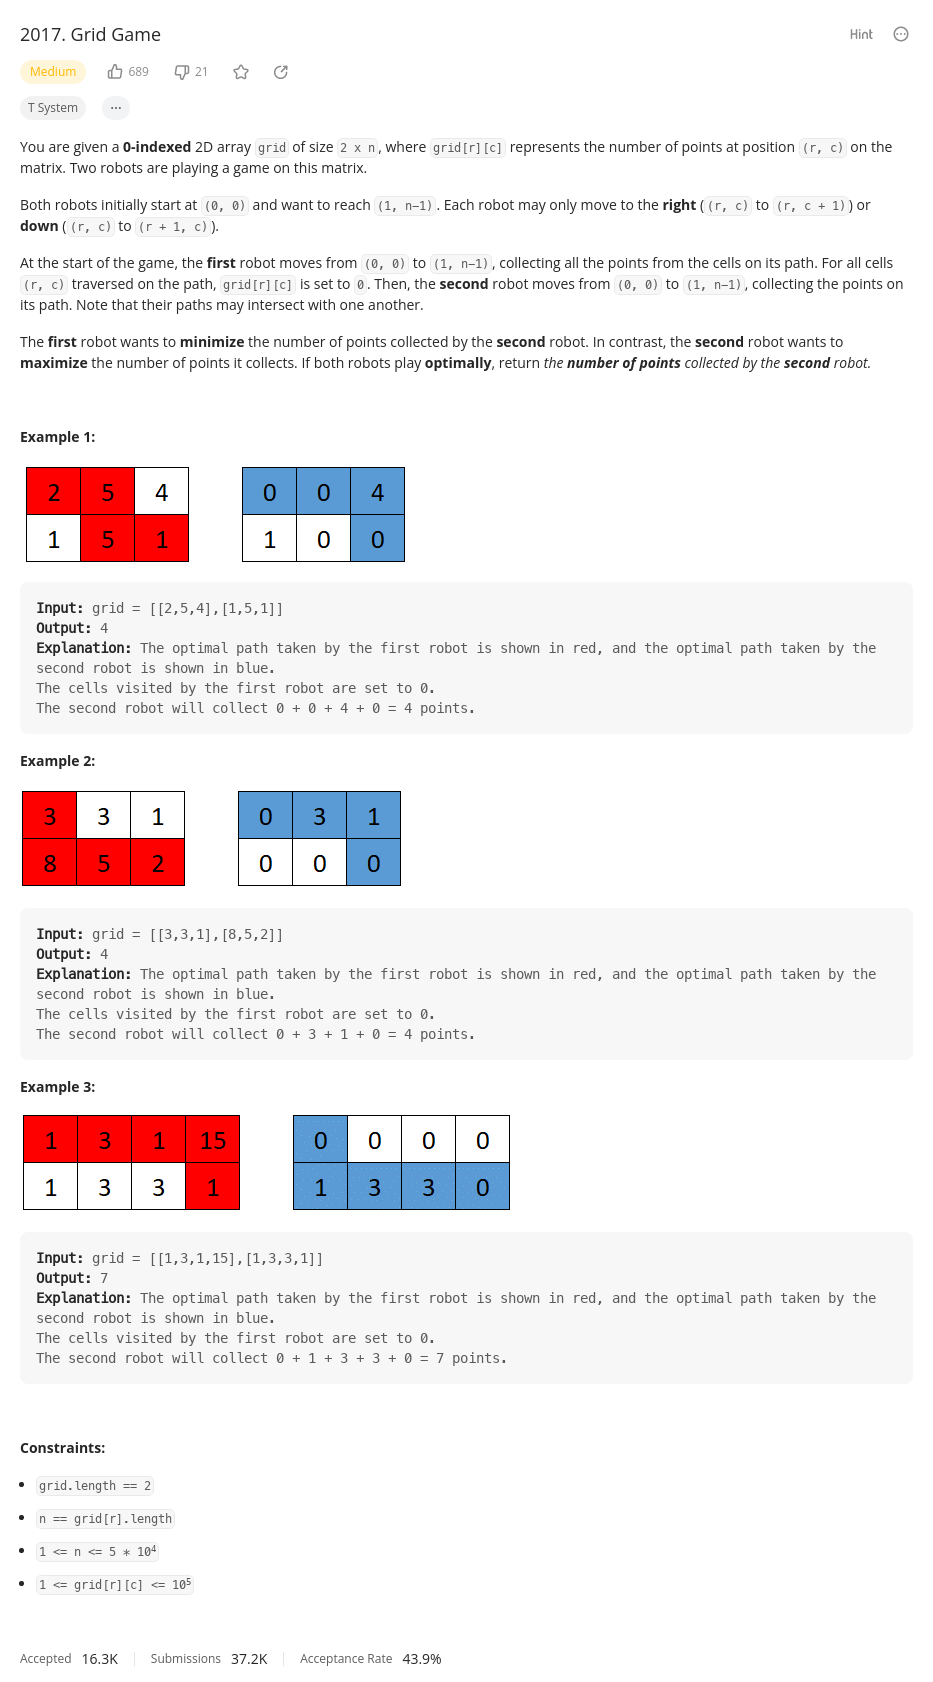 2017. Grid Game
Hint
Medium 689 21
T System ...
You are given a 0-indexed 2D array grid of size 2 x n, where grid[r][c] represents the number of points at position (r, c) on the
matrix. Two robots are playing a game on this matrix.
Both robots initially start at (0, 0) and want to reach (1, n-1). Each robot may only move to the right ((r, c) to (r, c + 1)) or
down ((r, c) to (r + 1, c)).
At the start of the game, the first robot moves from (0, 0) to (1, n-1), collecting all the points from the cells on its path. For all cells
(r, c) traversed on the path, grid[r][c] is set to 0. Then, the second robot moves from (0, 0) to (1, n-1), collecting the points on
its path. Note that their paths may intersect with one another.
The first robot wants to minimize the number of points collected by the second robot. In contrast, the second robot wants to
maximize the number of points it collects. If both robots play optimally, return the number of points collected by the second robot.
Example 1:
2 5 4 0 0 4
1 5 1 1 0 0
Input: grid = [[2,5,4],[1,5,1]]
Output: 4
Explanation: The optimal path taken by the first robot is shown in red, and the optimal path taken by the
second robot is shown in blue.
The cells visited by the first robot are set to 0.
The second robot will collect 0 + 0 + 4 + 0 = 4 points.
Example 2:
3 3 1 0 3 1
8 5 2 0 0 0
Input: grid = [[3,3,1],[8,5,2]]
Output: 4
Explanation: The optimal path taken by the first robot is shown in red, and the optimal path taken by the
second robot is shown in blue.
The cells visited by the first robot are set to 0.
The second robot will collect 0 + 3 + 1 + 0 = 4 points.
Example 3:
1 3 1 15 0 0 0 0
1 3 3 1 1 3 3 0
Input: grid = [[1,3,1,15],[1,3,3,1]]
Output: 7
Explanation: The optimal path taken by the first robot is shown in red, and the optimal path taken by the
second robot is shown in blue.
The cells visited by the first robot are set to 0.
The second robot will collect 0 + 1 + 3 + 3 + 0 = 7 points.
Constraints:
• grid.length == 2
• n == grid[r].length
• 1 <= n <= 5 * 10⁴
• 1 <= grid[r][c] <= 10⁵
Accepted 16.3K Submissions 37.2K Acceptance Rate 43.9%